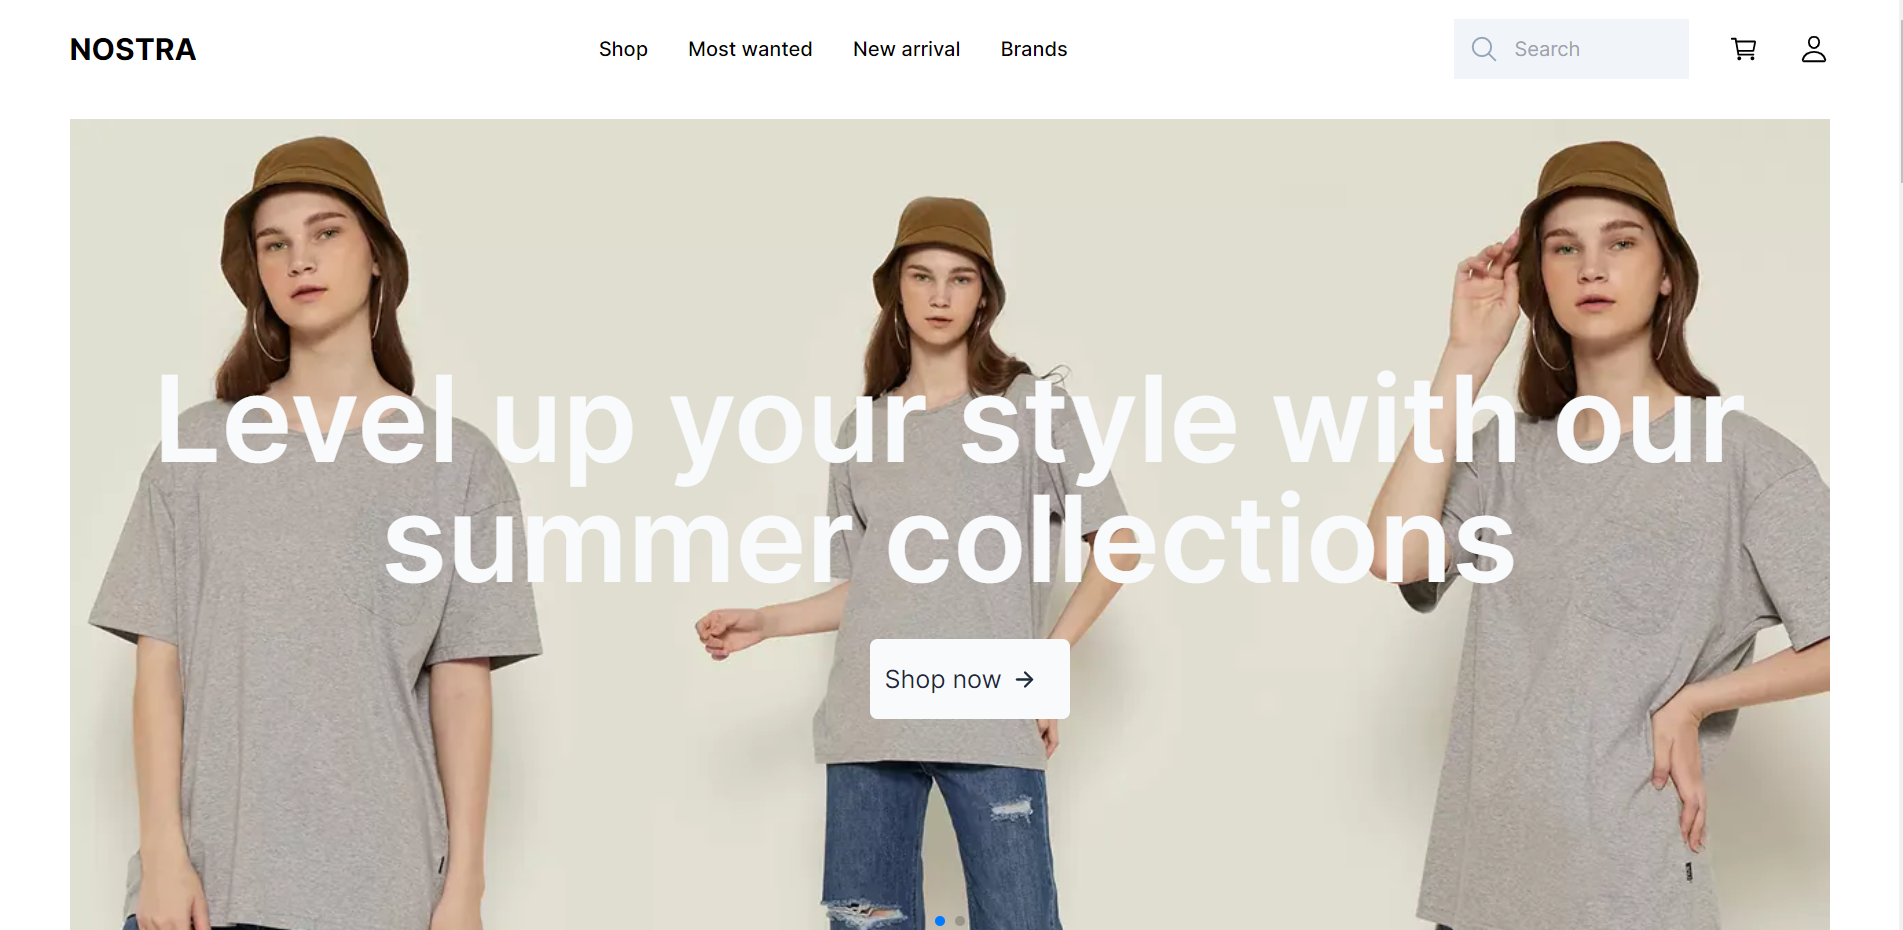 NOSTRA
Shop
Most wanted
New arrival
Brands
Search
Level up your style with our
summer collections
Shop now